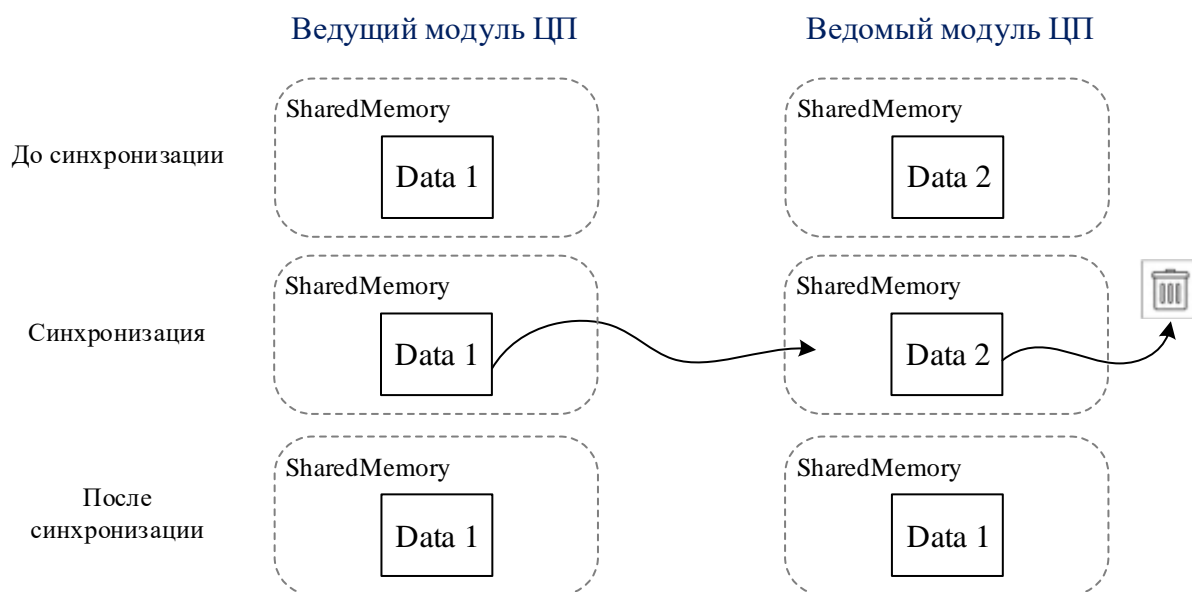 Ведущий модуль ЦП
Ведомый модуль ЦП
До синхронизации
SharedMemory
Data 1
SharedMemory
Data 2
Синхронизация
SharedMemory
Data 1
SharedMemory
Data 2
После
синхронизации
SharedMemory
Data 1
SharedMemory
Data 1